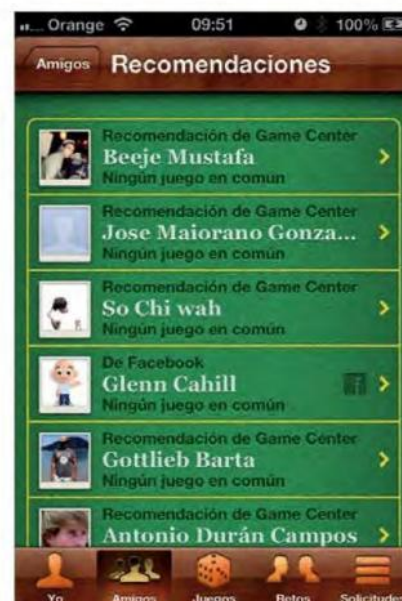 Orange 09:51 100%
Amigos Recomendaciones
Recomendación de Game Center
Beeje Mustafa
Ningún juego en común
Recomendación de Game Center
Jose Maiorano Gonza...
Ningún juego en común
Recomendación de Game Center
So Chi wah
Ningún juego en común
De Facebook
Glenn Cahill
Ningún juego en común
Recomendación de Game Center
Gottlieb Barta
Ningún juego en común
Recomendación de Game Center
Antonio Durán Campos
Yo Amigos Juegos Retos Solicitudes